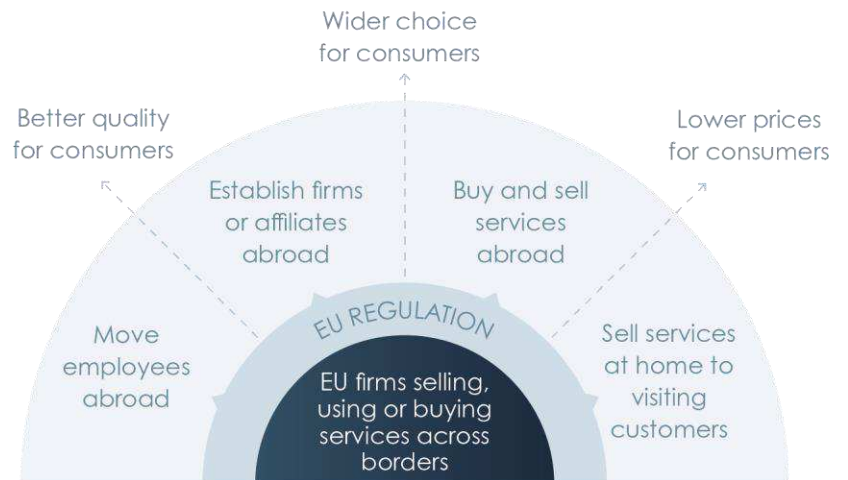 Wider choice
for consumers
Better quality
for consumers
Lower prices
for consumers
Establish firms
or affiliates
abroad
Buy and sell
services
abroad
Move
employees
abroad
Sell services
at home to
visiting
customers
EU REGULATION
EU firms selling,
using or buying
services across
borders